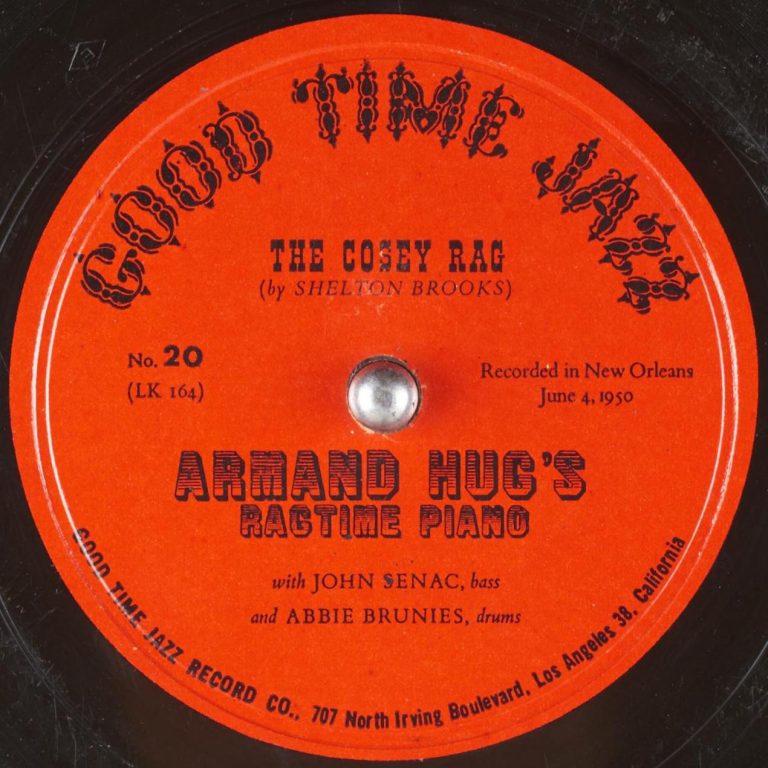 GOOD TIME JAZZ
THE COSEY RAG
(by SHELTON BROOKS)
No. 20
(LK 164)
Recorded in New Orleans
June 4, 1950
ARMAND HUG'S
RAGTIME PIANO
with JOHN SENAC, bass
and ABBIE BRUNIES, drums
GOOD TIME JAZZ RECORD CO., 707 North Irving Boulevard, Los Angeles 38, California